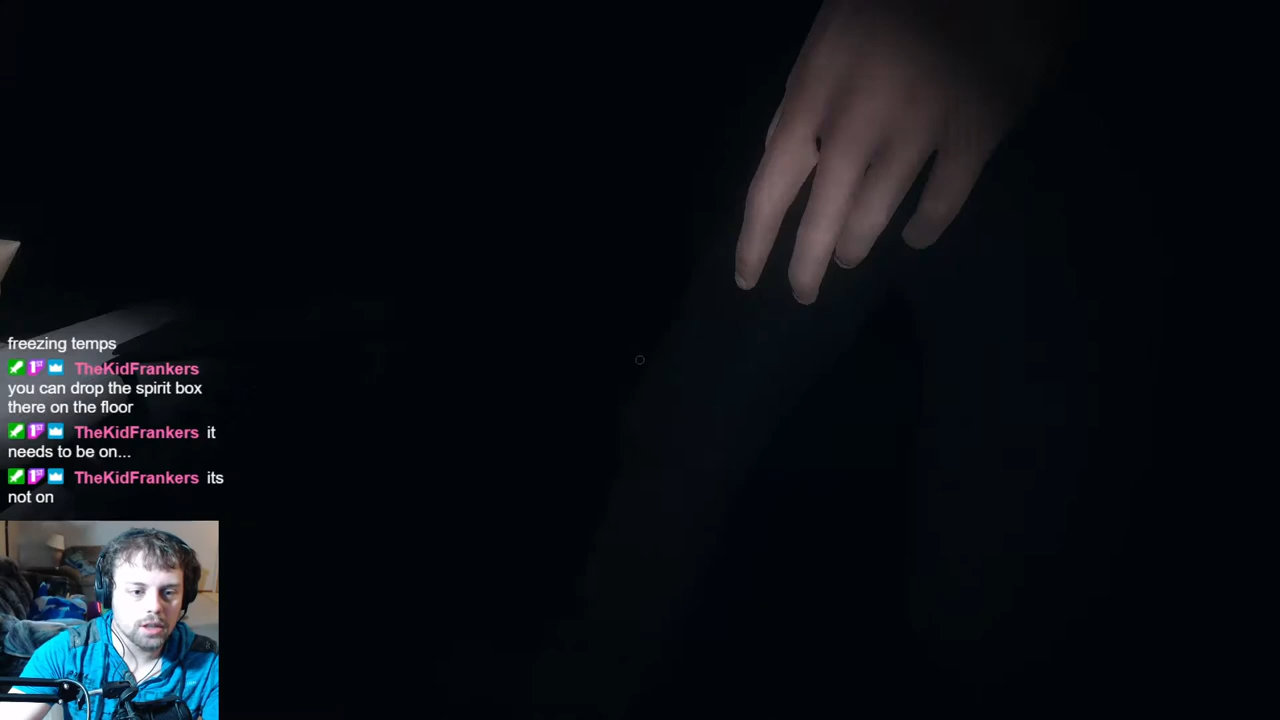 freezing temps
TheKidFrankers
you can drop the spirit box
there on the floor
TheKidFrankers it
needs to be on...
TheKidFrankers its
not on